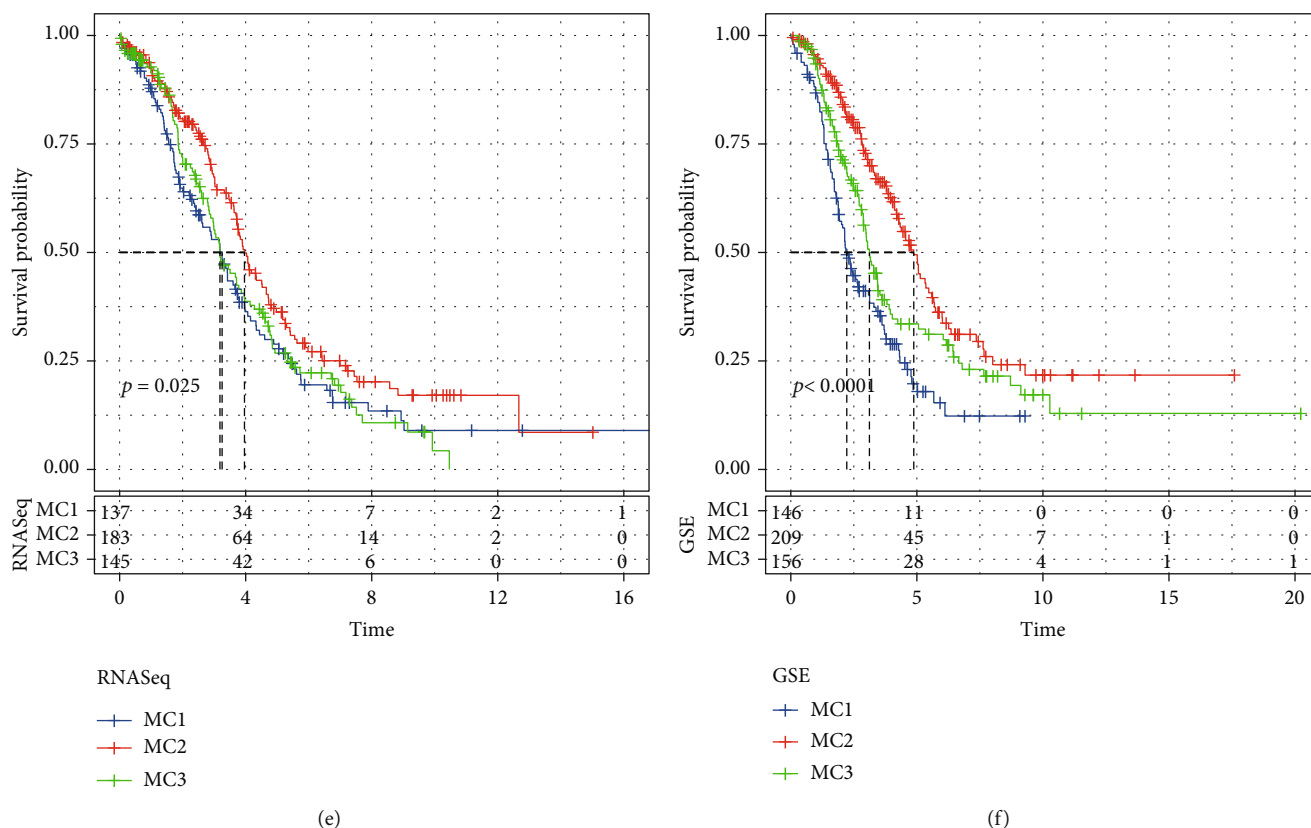 1.00
0.75
0.50
0.25
0.00
Survival probability
p = 0.025
RNASeq
MC1 137 34 7 2 1
MC2 183 64 14 2 0
MC3 145 42 6 0 0
0 4 8 12 16
Time
RNASeq
MC1
MC2
MC3
(e)
1.00
0.75
0.50
0.25
0.00
Survival probability
p < 0.0001
GSE
MC1 146 11 0 0 0
MC2 209 45 7 1 0
MC3 156 28 4 1 1
0 5 10 15 20
Time
GSE
MC1
MC2
MC3
(f)